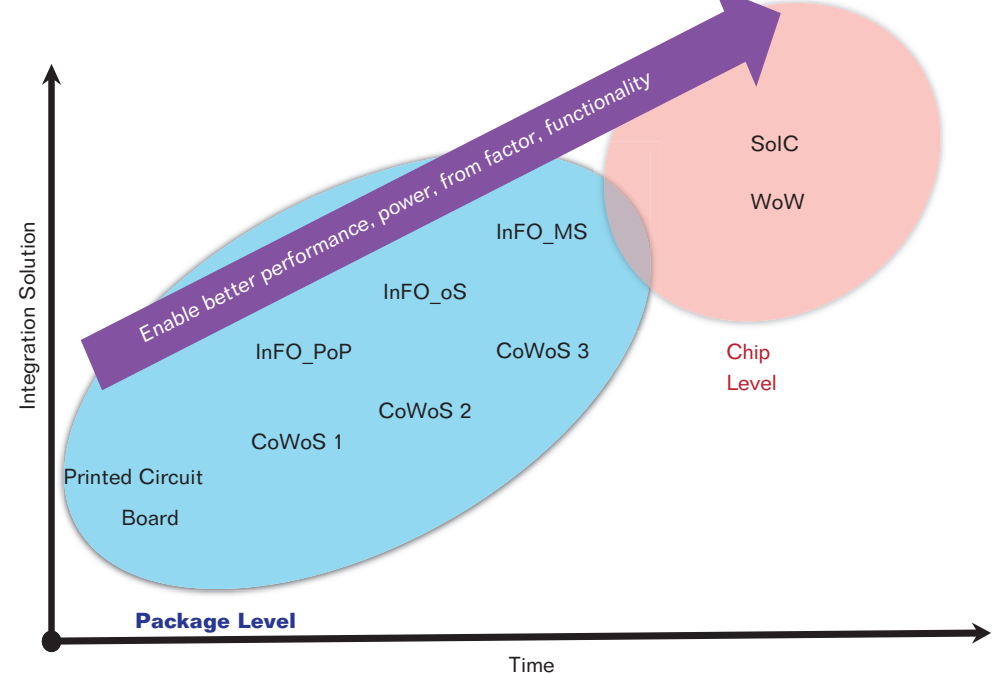 Enable better performance, power, from factor, functionality
SoIC
WoW
InFO_MS
InFO_oS
InFO_PoP
CoWoS 3
CoWoS 2
CoWoS 1
Chip
Level
Printed Circuit
Board
Package Level
Integration Solution
Time